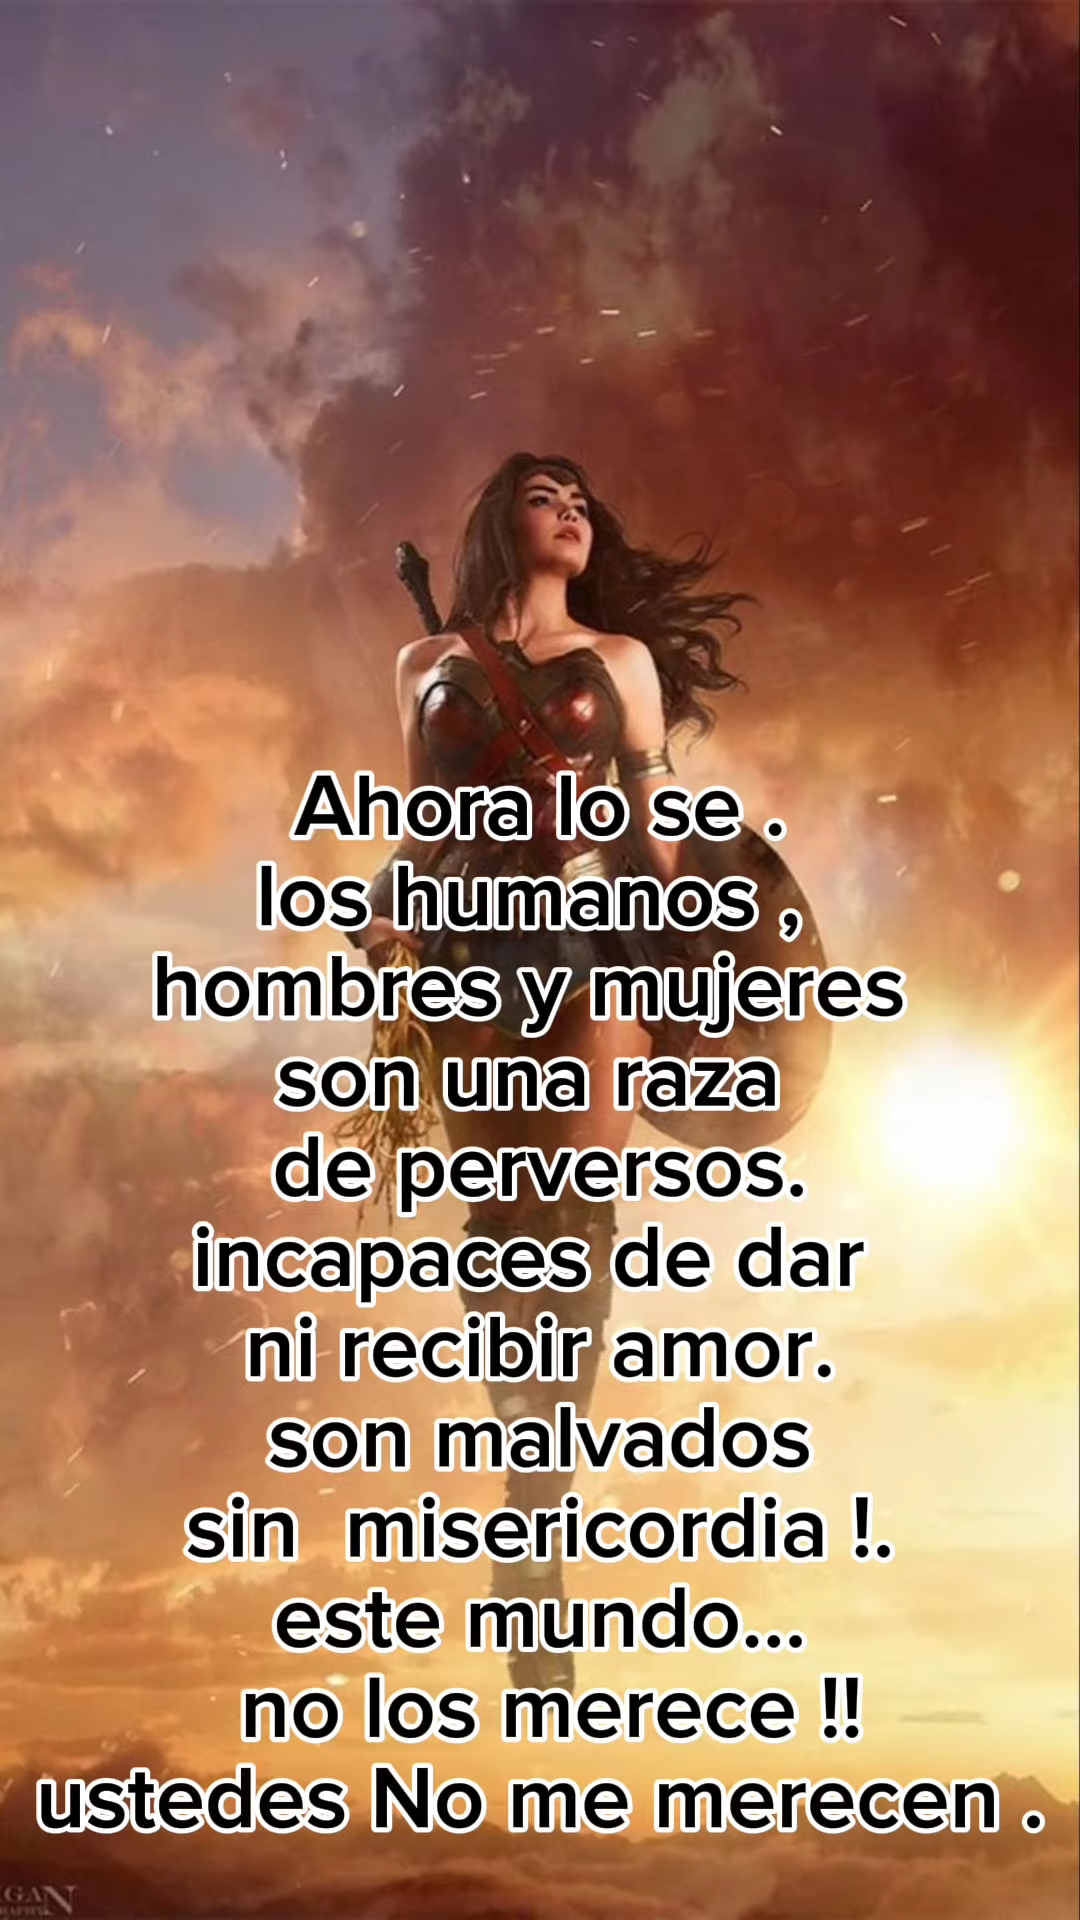 Ahora lo se .
los humanos ,
hombres y mujeres
son una raza
de perversos.
incapaces de dar
ni recibir amor.
son malvados
sin  misericordia !.
este mundo...
no los merece !!
ustedes No me merecen .